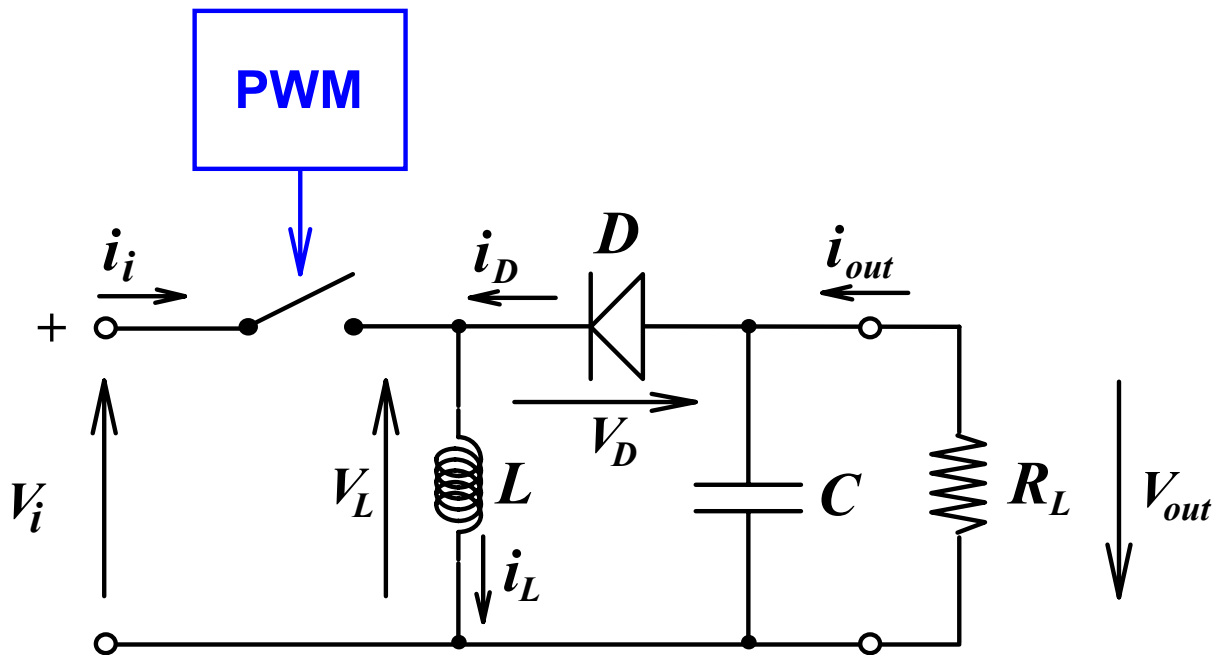 PWM
i_i
i_D
D
i_out
+
V_i
V_L
L
i_L
V_D
C
R_L
V_out